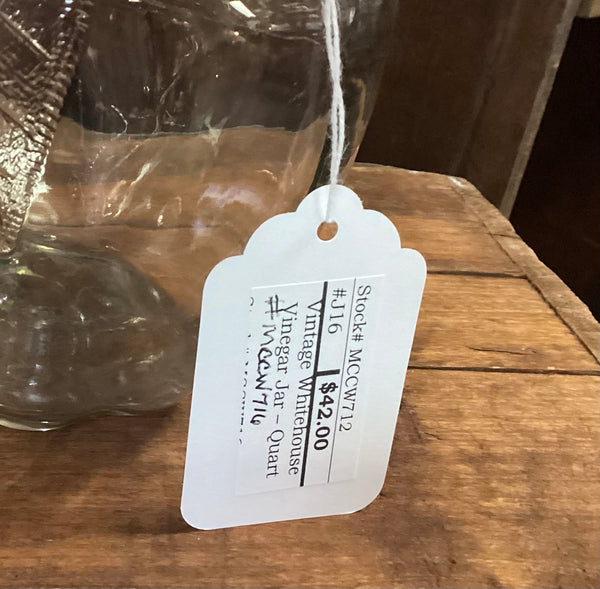 Stock# MCCW712
#J16 $42.00
Vintage Whitehouse
Vinegar Jar – Quart
#MCCW716